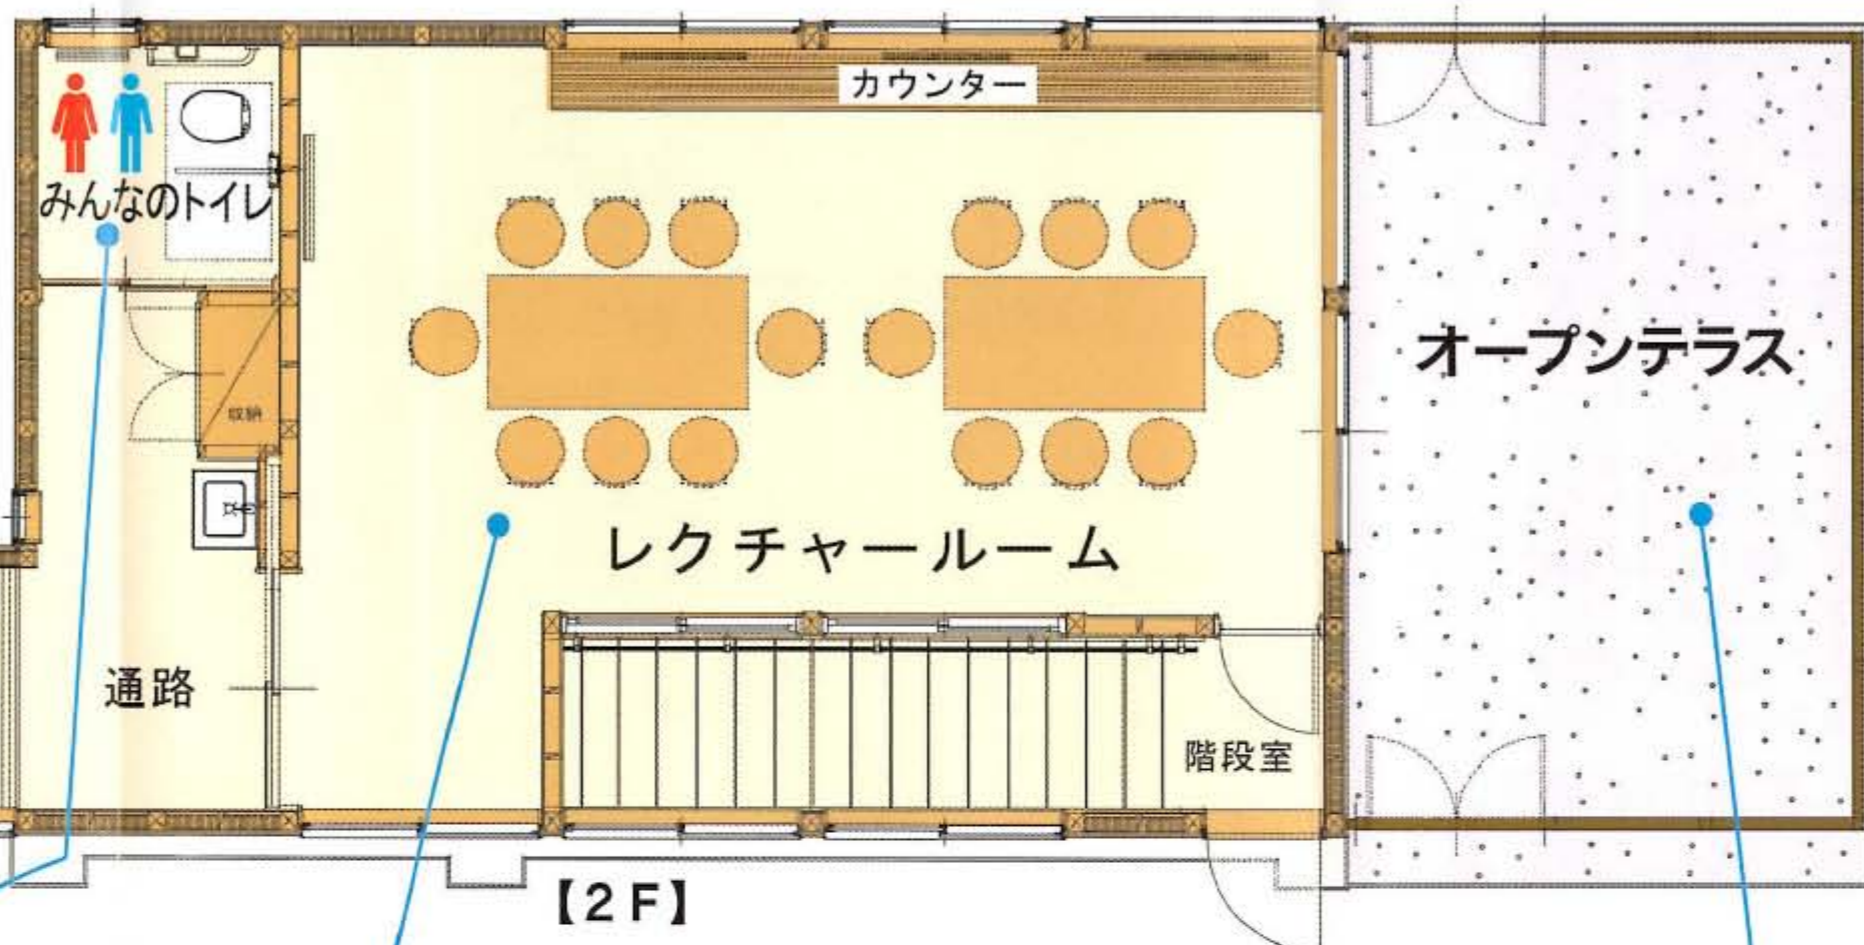 カウンター
みんなのトイレ
オープンテラス
収納
レクチャールーム
通路
階段室
【2F】